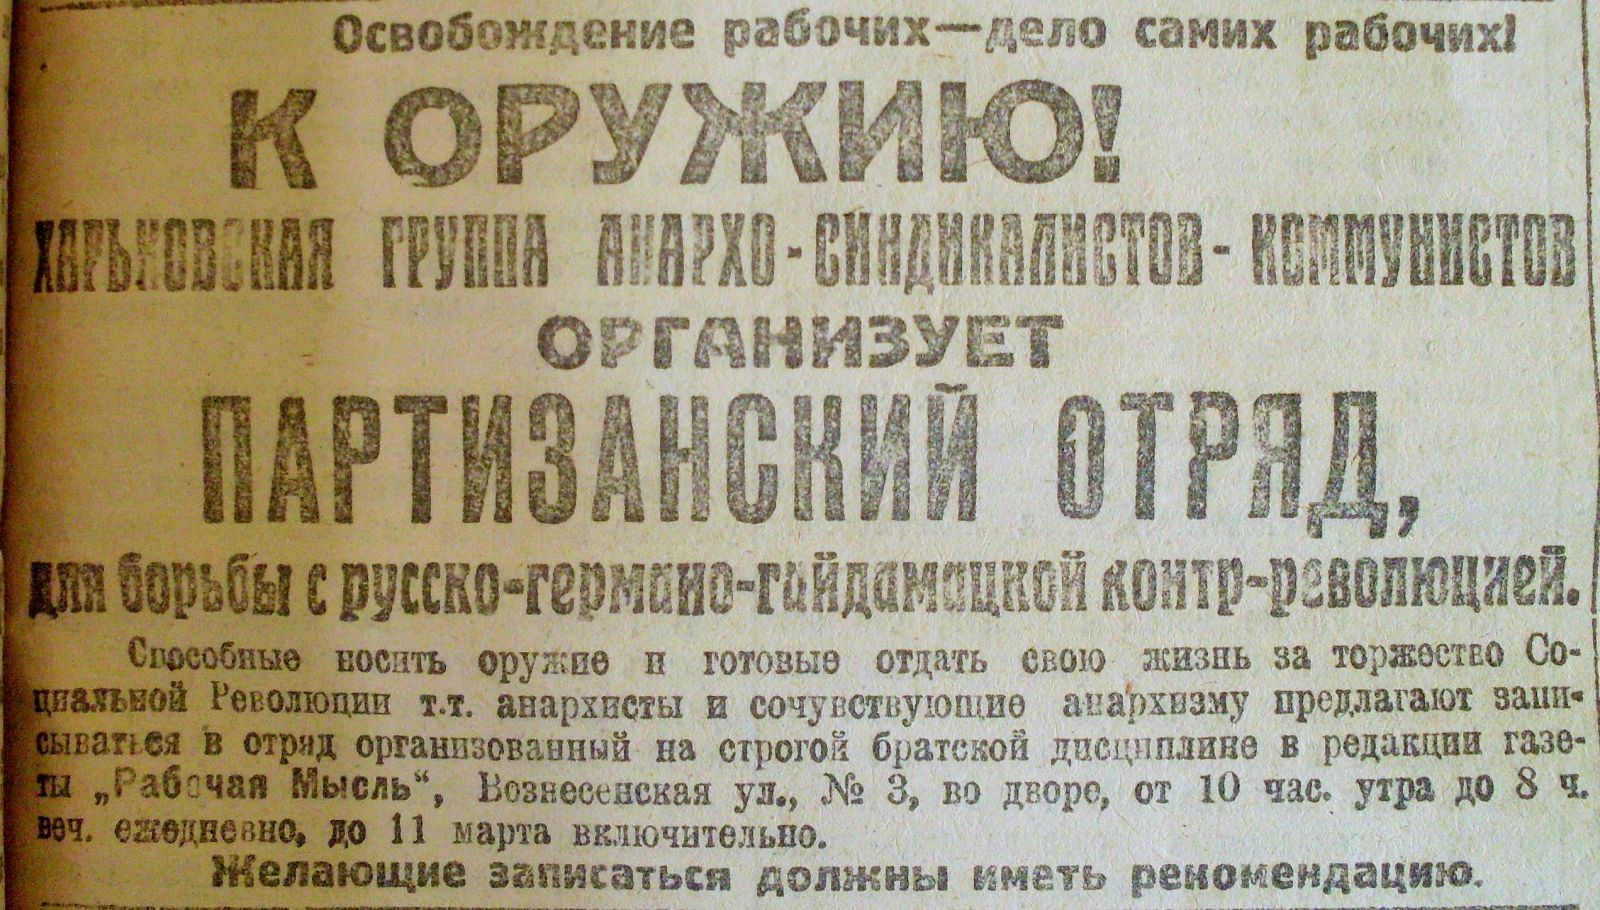 Освобождение рабочих—дело самих рабочих!
К ОРУЖИЮ!
ХАРЬКОВСКАЯ ГРУППА АНАРХО-СИНДИКАЛИСТОВ-КОММУНИСТОВ
ОРГАНИЗУЕТ
ПАРТИЗАНСКИЙ ОТРЯД,
для борьбы с русско-германо-гайдамацкой контр-революцией.
Способные носить оружие и готовые отдать свою жизнь за торжество Со-
циальной Революции т.т. анархисты и сочувствующие анархизму предлагают запи-
сываться в отряд организованный на строгой братской дисциплине в редакции газе-
ты „Рабочая Мысль“, Вознесенская ул., № 3, во дворе, от 10 час. утра до 8 ч.
веч. ежедневно, до 11 марта включительно.
Желающие записаться должны иметь рекомендацию.